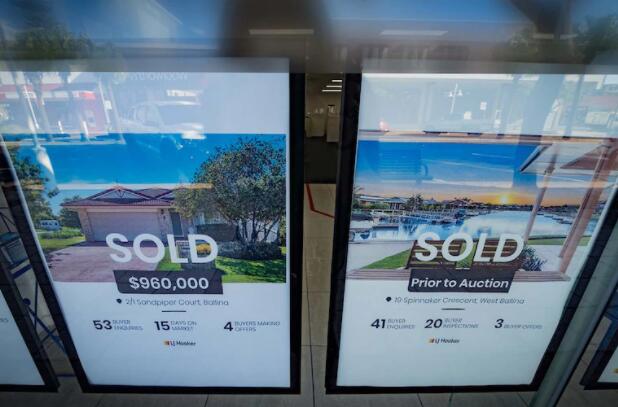 SOLD
$960,000
2/1 Sandpiper Court, Ballina
53 BUYER ENQUIRIES
15 DAYS ON MARKET
4 BUYERS MAKING OFFERS
LJ Hooker
SOLD
Prior to Auction
19 Spinnaker Crescent, West Ballina
41 BUYER ENQUIRIES
20 BUYER INSPECTIONS
3 BUYER OFFERS
LJ Hooker